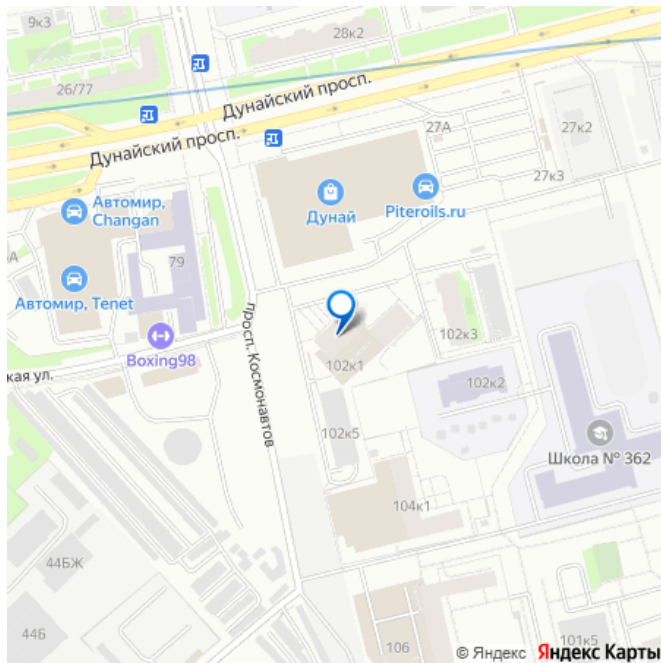 9к3
28к2
26/77
Дунайский просп.
27А
27к2
Дунайский просп.
27к3
Автомир,
Changan
Дунай
Piteroils.ru
79
Автомир, Tenet
Boxing98
кая ул.
просп. Космонавтов
102к1
102к3
102к2
102к5
Школа № 362
104к1
44БЖ
44Б
106
101к5
© Яндекс Яндекс Карты